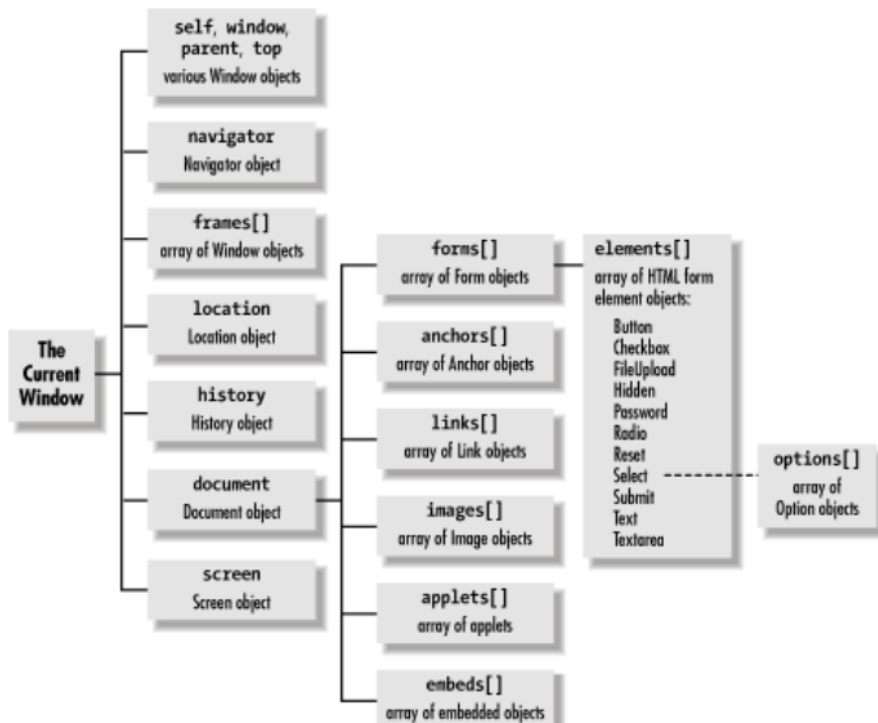 The
Current
Window
self, window,
parent, top
various Window objects
navigator
Navigator object
frames[]
array of Window objects
location
Location object
history
History object
document
Document object
screen
Screen object
forms[]
array of Form objects
anchors[]
array of Anchor objects
links[]
array of Link objects
images[]
array of Image objects
applets[]
array of applets
embeds[]
array of embedded objects
elements[]
array of HTML form
element objects:
Button
Checkbox
FileUpload
Hidden
Password
Radio
Reset
Select
Submit
Text
Textarea
options[]
array of
Option objects